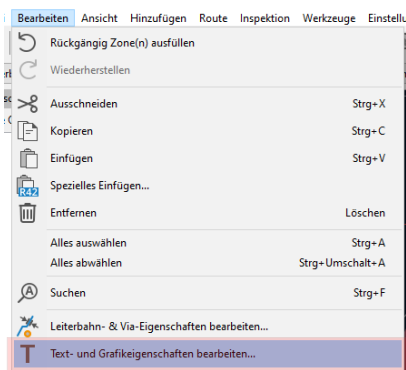 Bearbeiten Ansicht Hinzufügen Route Inspektion Werkzeuge Einstellu
Rückgängig Zone(n) ausfüllen
Wiederherstellen
Ausschneiden Strg+X
Kopieren Strg+C
Einfügen Strg+V
R42 Spezielles Einfügen...
Entfernen Löschen
Alles auswählen Strg+A
Alles abwählen Strg+Umschalt+A
A Suchen Strg+F
Leiterbahn- & Via-Eigenschaften bearbeiten...
T Text- und Grafikeigenschaften bearbeiten...